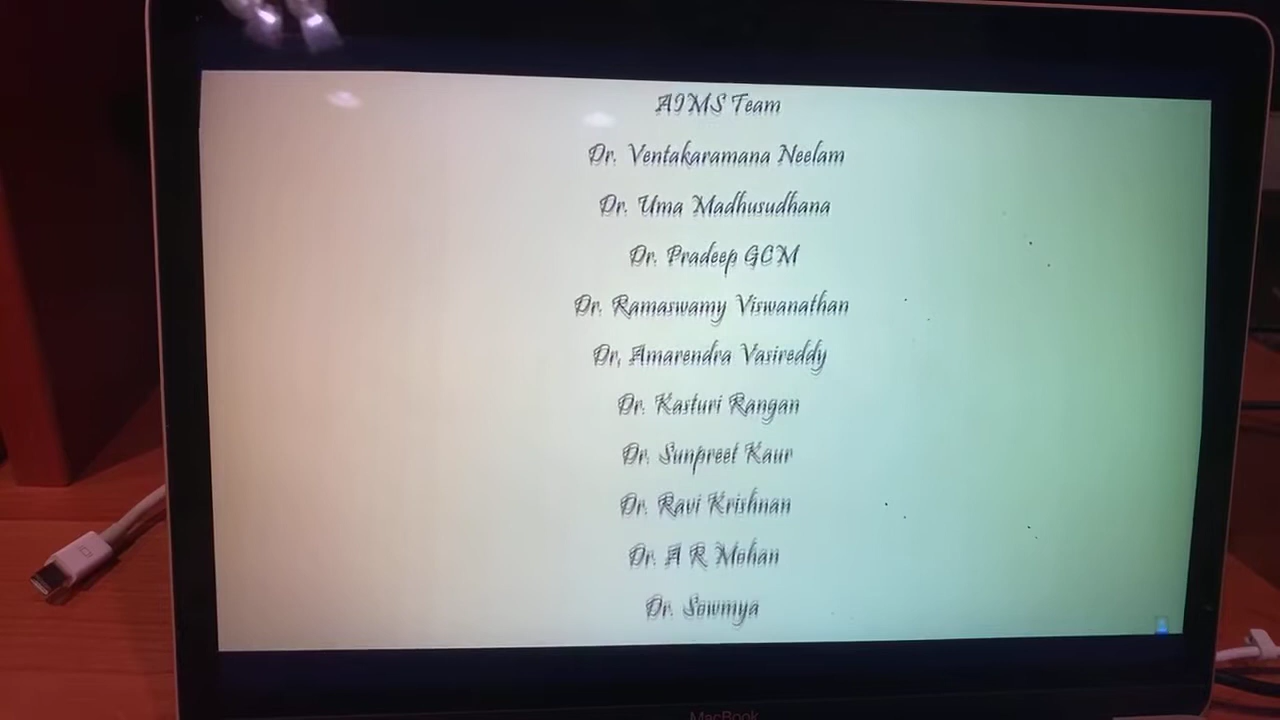 AIMS Team
Dr. Ventakaramana Neelam
Dr. Uma Madhusudhana
Dr. Pradeep GCM
Dr. Ramaswamy Viswanathan
Dr, Amarendra Vasireddy
Dr. Kasturi Rangan
Dr. Sunpreet Kaur
Dr. Ravi Krishnan
Dr. A R Mohan
Dr. Sowmya
MacBook